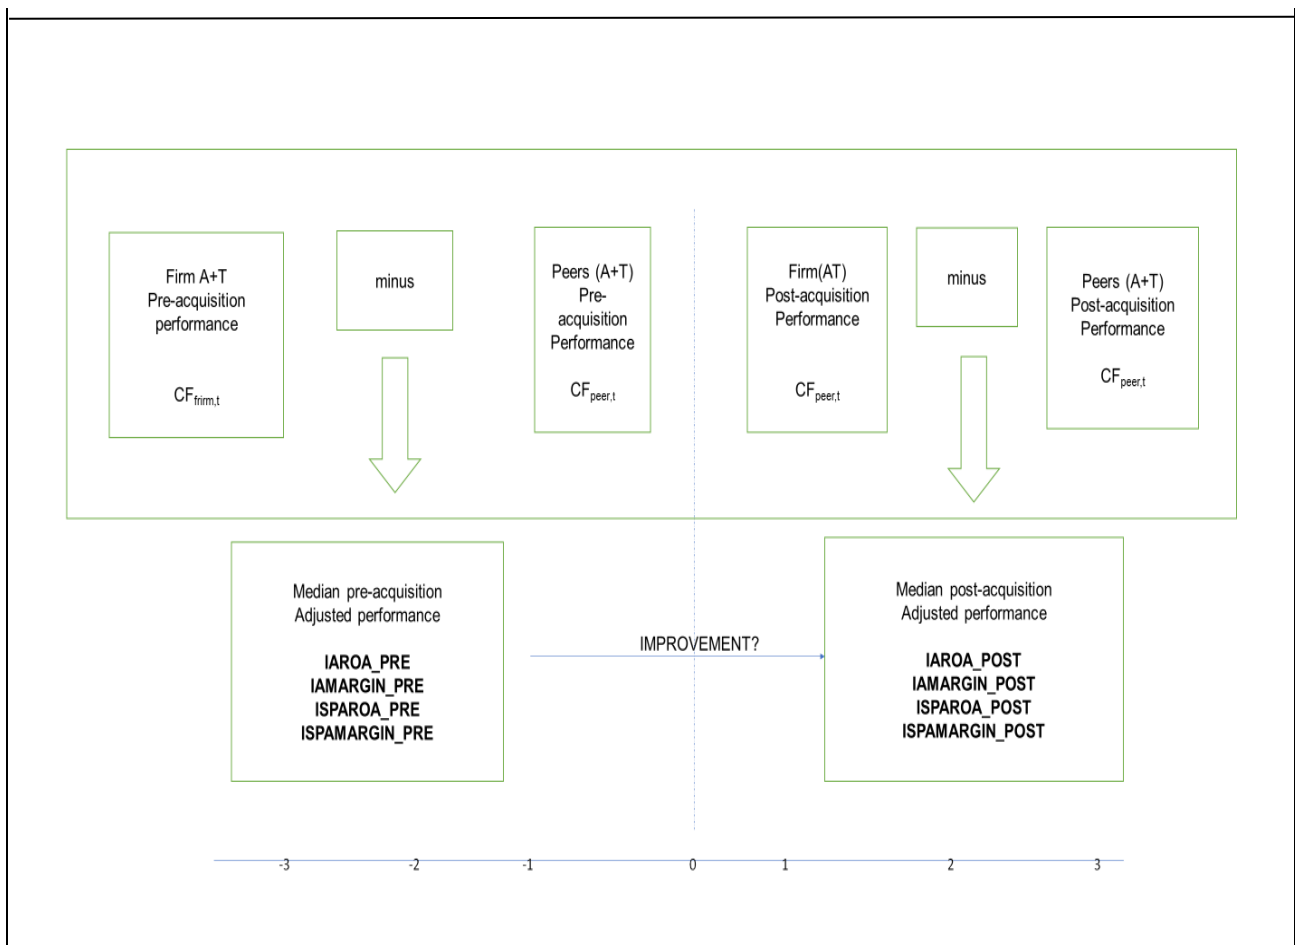 Firm A+T
Pre-acquisition
performance
CFfrirm,t
minus
Peers (A+T)
Pre-
acquisition
Performance
CFpeer,t
Firm(AT)
Post-acquisition
Performance
CFpeer,t
minus
Peers (A+T)
Post-acquisition
Performance
CFpeer,t
Median pre-acquisition
Adjusted performance
IAROA_PRE
IAMARGIN_PRE
ISPAROA_PRE
ISPAMARGIN_PRE
IMPROVEMENT?
Median post-acquisition
Adjusted performance
IAROA_POST
IAMARGIN_POST
ISPAROA_POST
ISPAMARGIN_POST
-3 -2 -1 0 1 2 3